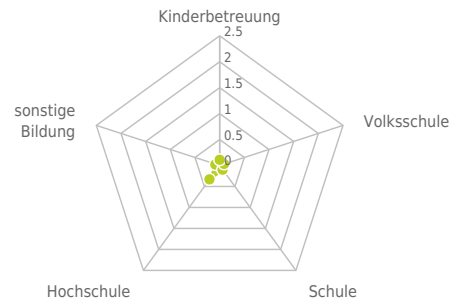 Kinderbetreuung
2.5
2
1.5
1
0.5
0
sonstige
Bildung
Volksschule
Hochschule
Schule